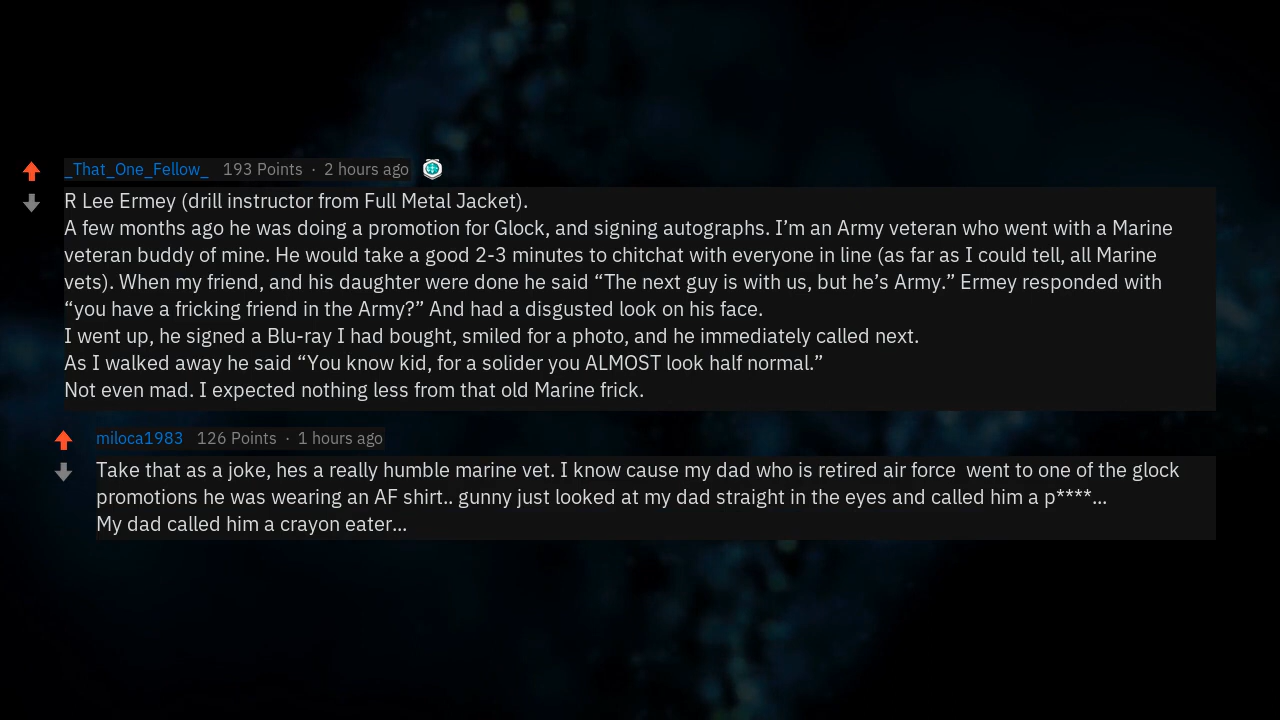 _That_One_Fellow_ 193 Points · 2 hours ago
R Lee Ermey (drill instructor from Full Metal Jacket).
A few months ago he was doing a promotion for Glock, and signing autographs. I’m an Army veteran who went with a Marine
veteran buddy of mine. He would take a good 2-3 minutes to chitchat with everyone in line (as far as I could tell, all Marine
vets). When my friend, and his daughter were done he said “The next guy is with us, but he’s Army.” Ermey responded with
“you have a fricking friend in the Army?” And had a disgusted look on his face.
I went up, he signed a Blu-ray I had bought, smiled for a photo, and he immediately called next.
As I walked away he said “You know kid, for a solider you ALMOST look half normal.”
Not even mad. I expected nothing less from that old Marine frick.
miloca1983 126 Points · 1 hours ago
Take that as a joke, hes a really humble marine vet. I know cause my dad who is retired air force  went to one of the glock
promotions he was wearing an AF shirt.. gunny just looked at my dad straight in the eyes and called him a p****...
My dad called him a crayon eater...